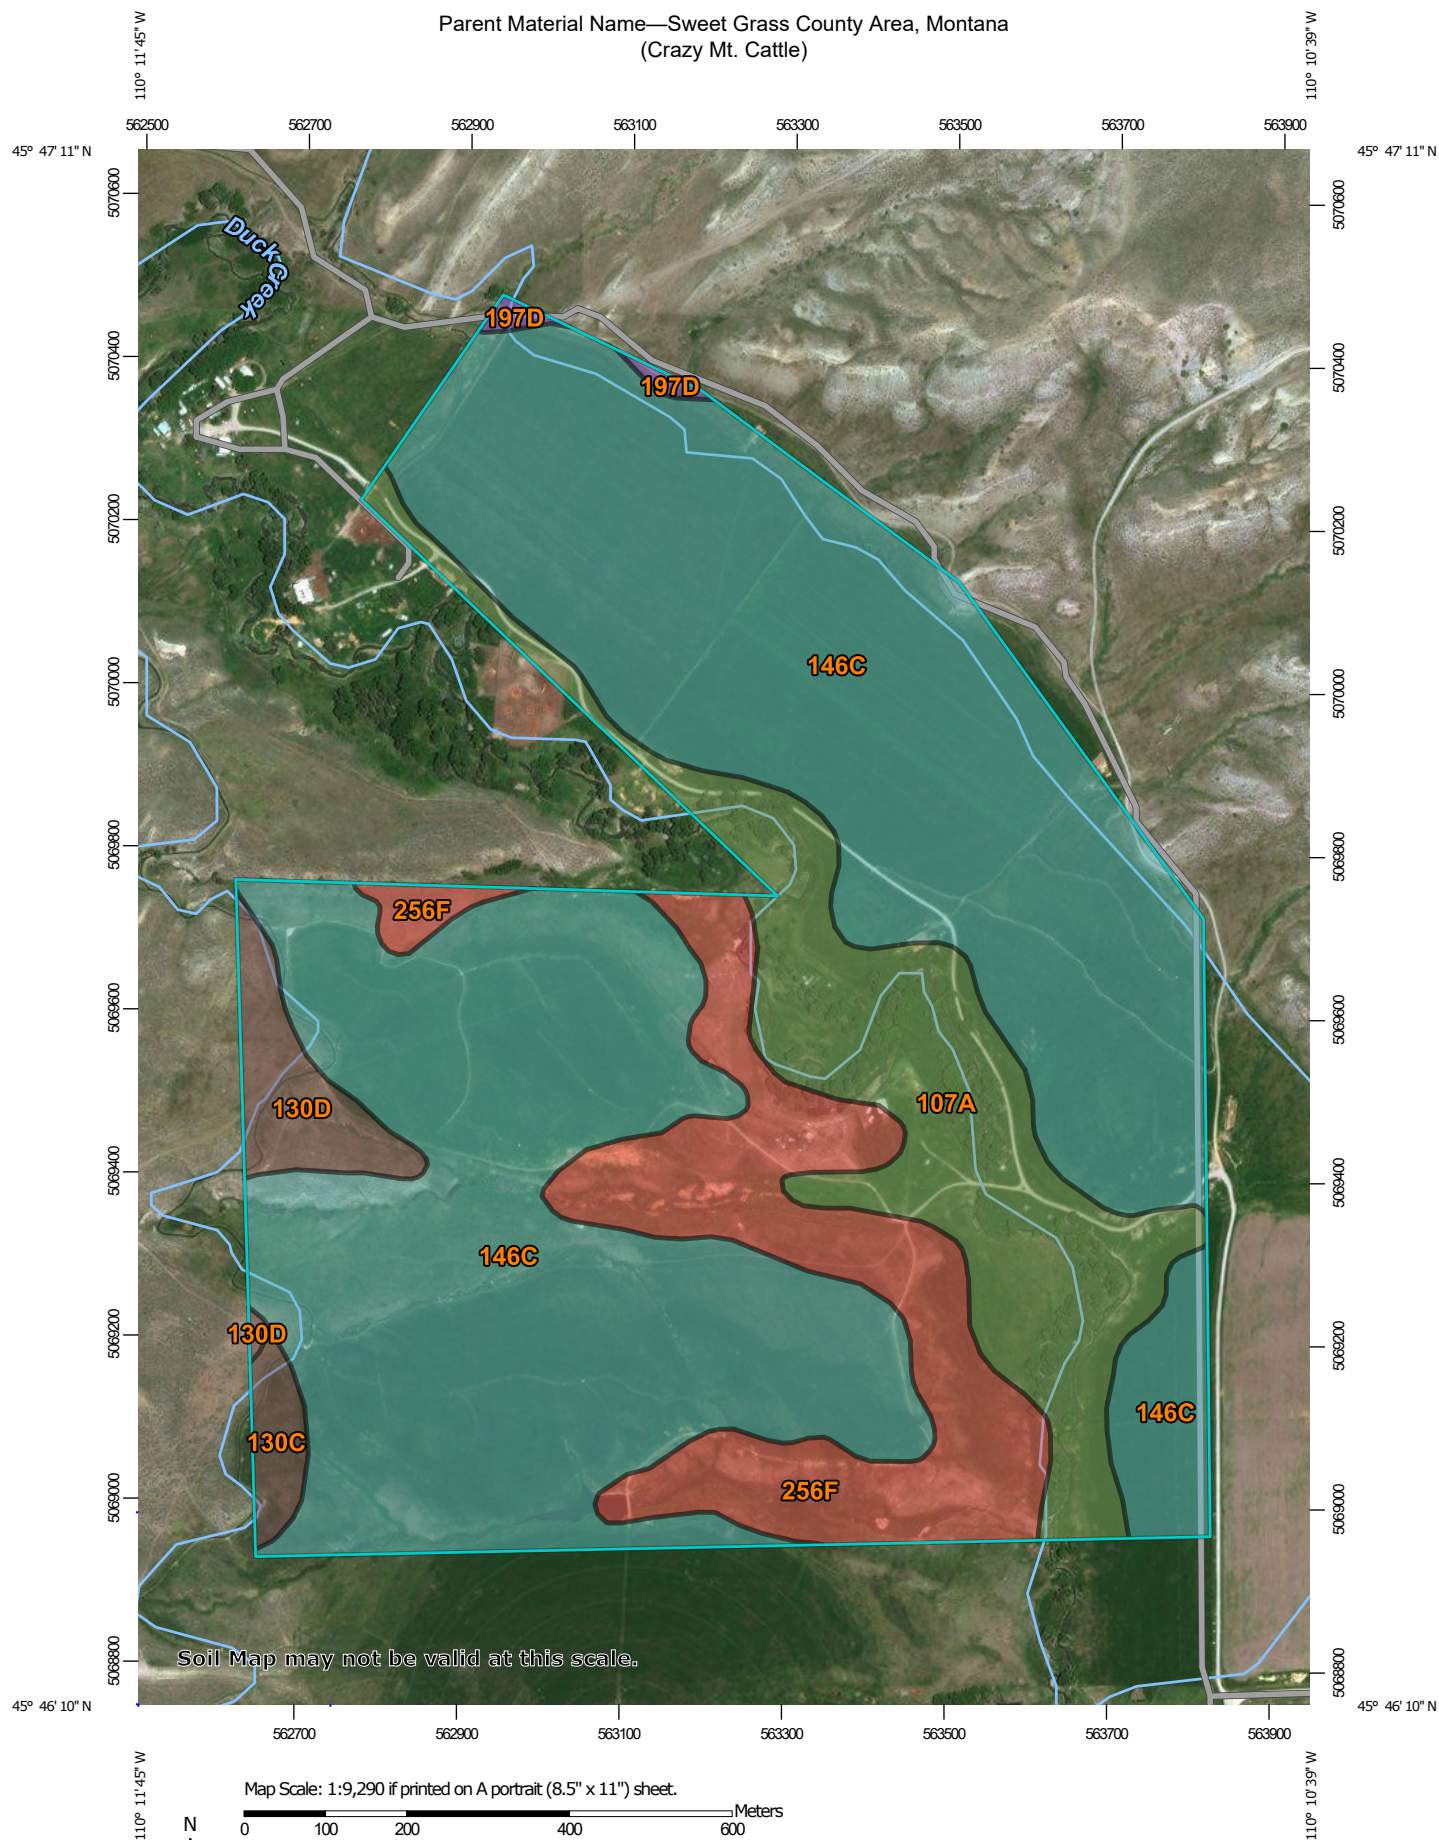 Parent Material Name—Sweet Grass County Area, Montana
(Crazy Mt. Cattle)
110° 11' 45'' W
110° 10' 39'' W
562500 562700 562900 563100 563300 563500 563700 563900
45° 47' 11'' N
45° 47' 11'' N
5070600
5070600
Duck Creek
197D
5070400
5070400
197D
5070200
5070200
146C
5070000
5070000
5069800
5069800
256F
5069600
5069600
107A
130D
5069400
5069400
146C
130D
5069200
5069200
146C
130C
256F
5069000
5069000
Soil Map may not be valid at this scale.
5068800
5068800
45° 46' 10'' N
45° 46' 10'' N
562700 562900 563100 563300 563500 563700 563900
110° 11' 45'' W
110° 10' 39'' W
Map Scale: 1:9,290 if printed on A portrait (8.5" x 11") sheet.
Meters
N
0 100 200 400 600